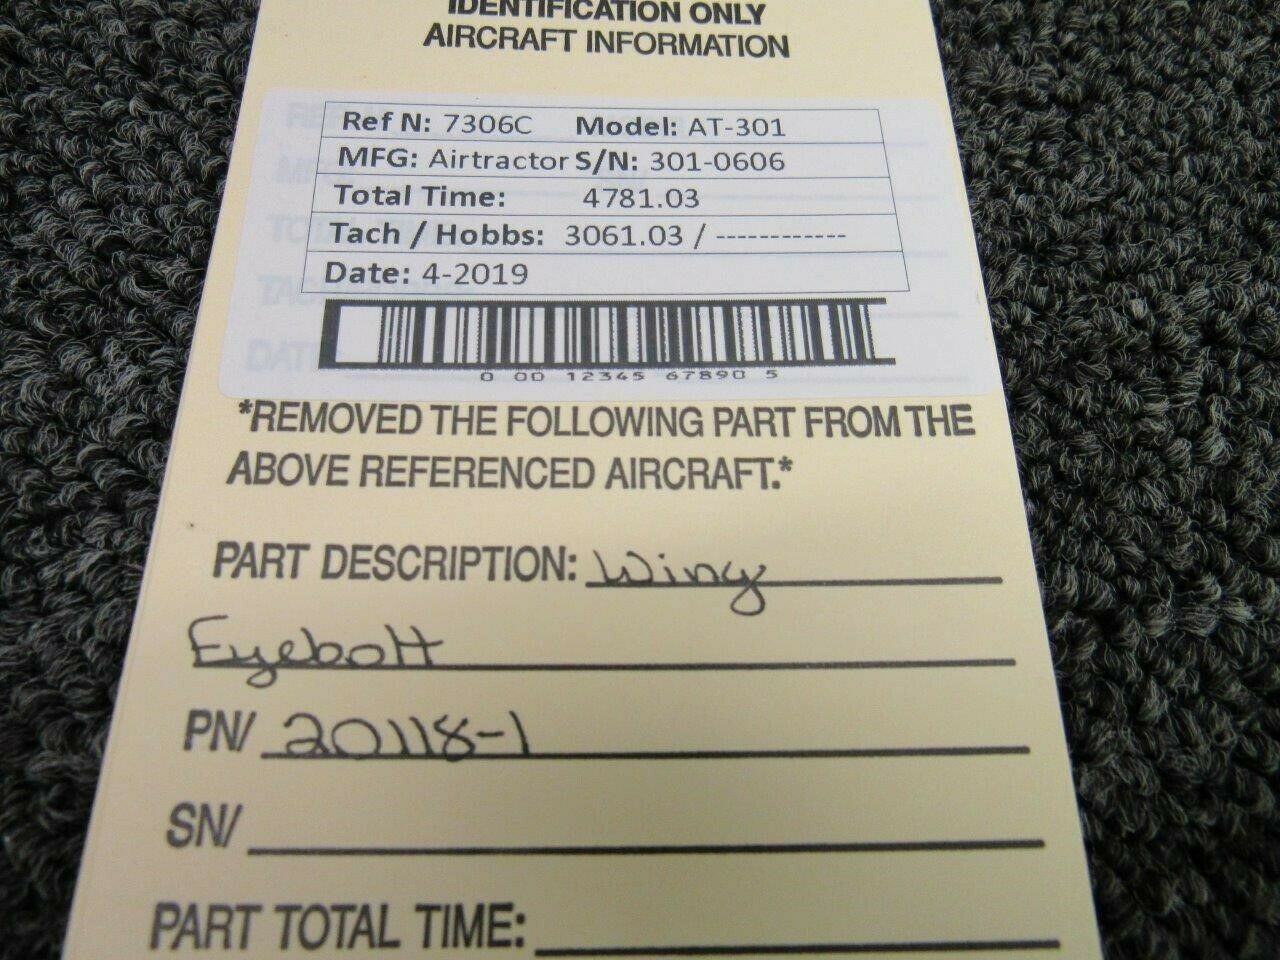 IDENTIFICATION ONLY
AIRCRAFT INFORMATION
Ref N: 7306C Model: AT-301
MFG: Airtractor S/N: 301-0606
Total Time: 4781.03
Tach / Hobbs: 3061.03 / ------------
Date: 4-2019
0 00 12345 67890 5
*REMOVED THE FOLLOWING PART FROM THE
ABOVE REFERENCED AIRCRAFT.*
PART DESCRIPTION: Wing
Eyebolt
PN/ 20118-1
SN/
PART TOTAL TIME: